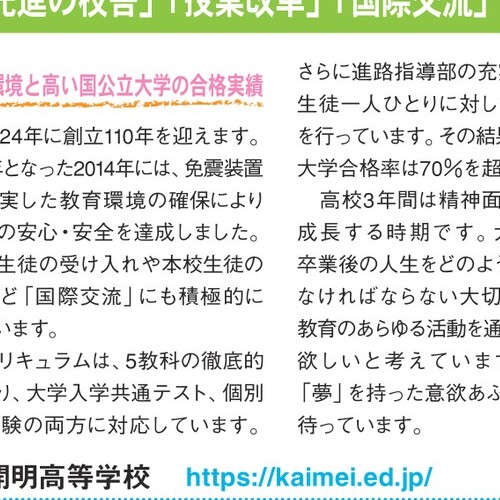 先進の校舎」「授業改革」「国際交流」
環境と高い国公立大学の合格実績
24年に創立110年を迎えます。
年となった2014年には、免震装置
実した教育環境の確保により
の安心・安全を達成しました。
生徒の受け入れや本校生徒の
ど「国際交流」にも積極的に
います。
リキュラムは、5教科の徹底的
り、大学入学共通テスト、個別
験の両方に対応しています。
さらに進路指導部の充実
生徒一人ひとりに対し
を行っています。その結果
大学合格率は70%を超
高校3年間は精神面
成長する時期です。大
卒業後の人生をどのよう
なければならない大切
教育のあらゆる活動を通
欲しいと考えています
「夢」を持った意欲あふ
待っています。
開明高等学校 https://kaimei.ed.jp/